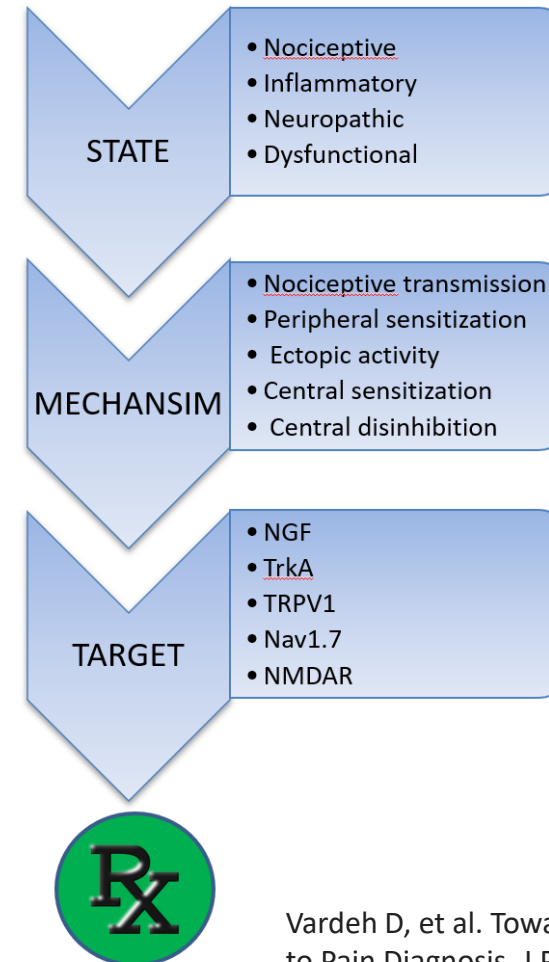 STATE
• Nociceptive
• Inflammatory
• Neuropathic
• Dysfunctional
MECHANSIM
• Nociceptive transmission
• Peripheral sensitization
• Ectopic activity
• Central sensitization
• Central disinhibition
TARGET
• NGF
• TrkA
• TRPV1
• Nav1.7
• NMDAR
Rx
Vardeh D, et al. Towa
to Pain Diagnosis.